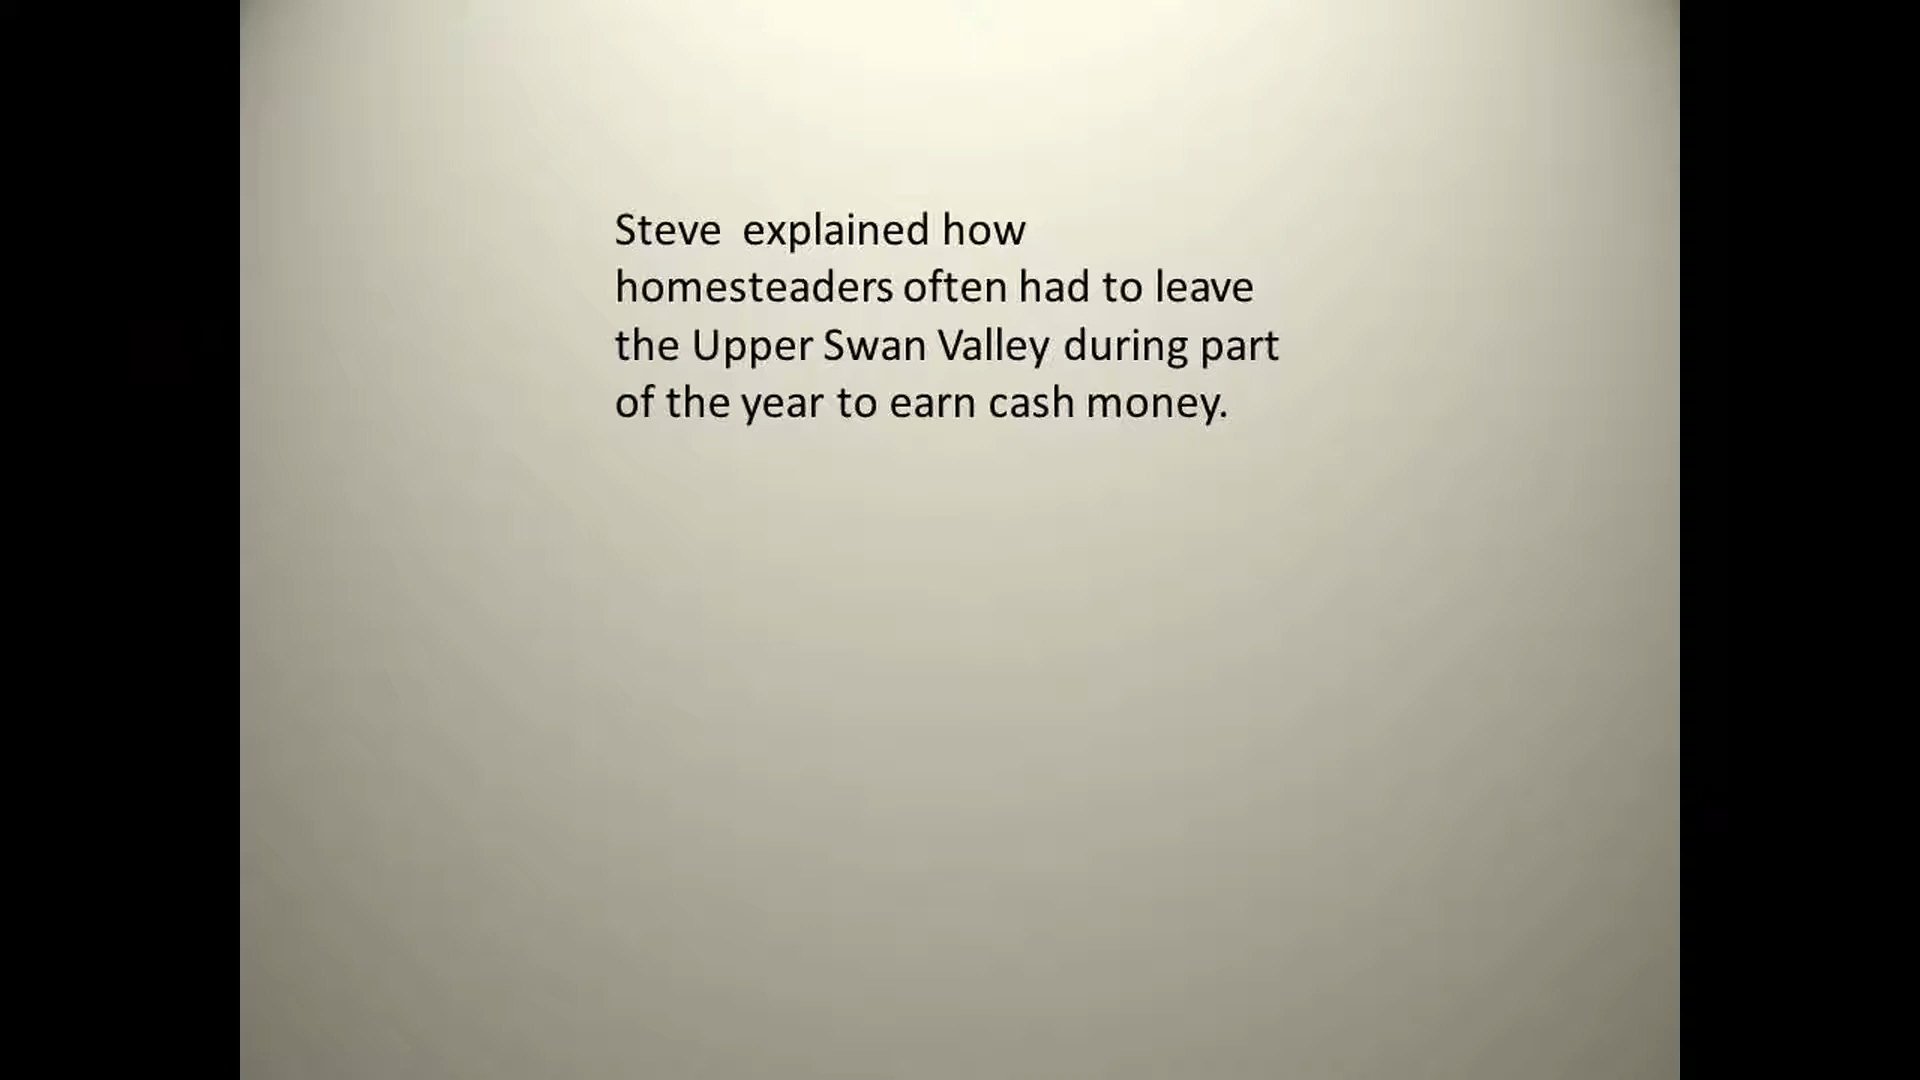 Steve  explained how
homesteaders often had to leave
the Upper Swan Valley during part
of the year to earn cash money.